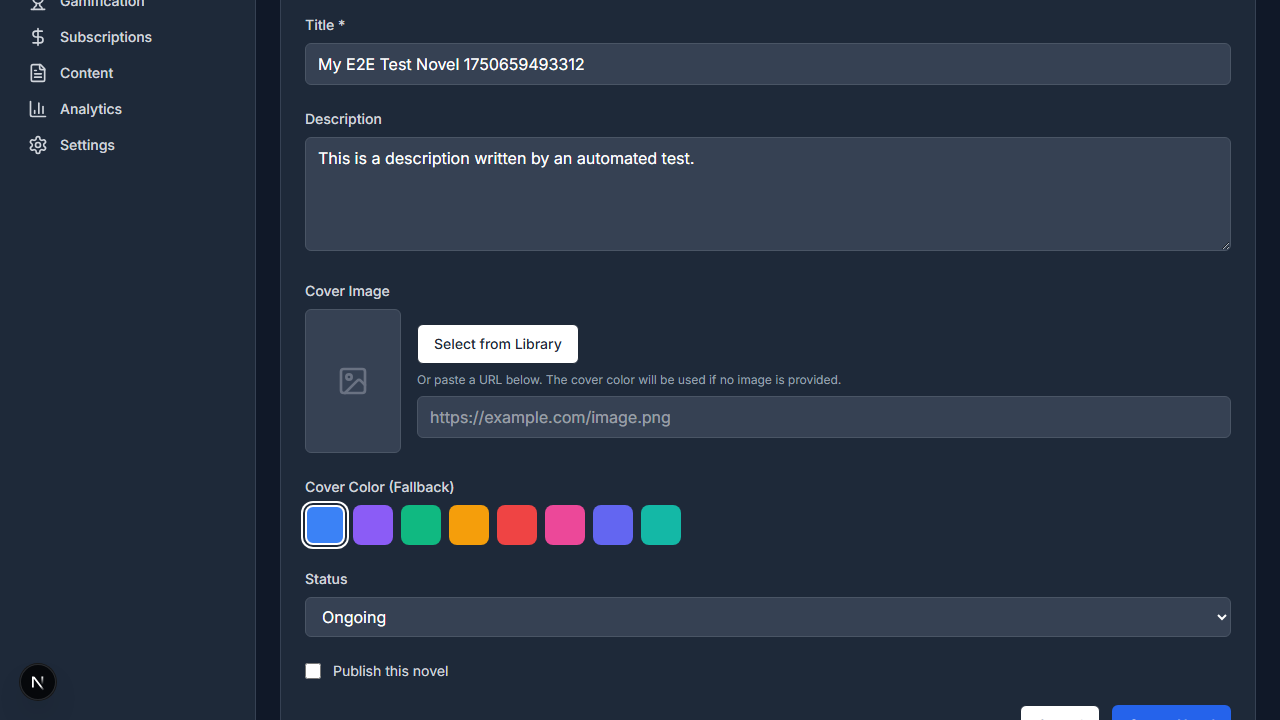 Gamification
Subscriptions
Content
Analytics
Settings
N
Title *
My E2E Test Novel 1750659493312
Description
This is a description written by an automated test.
Cover Image
Select from Library
Or paste a URL below. The cover color will be used if no image is provided.
https://example.com/image.png
Cover Color (Fallback)
Status
Ongoing
Publish this novel